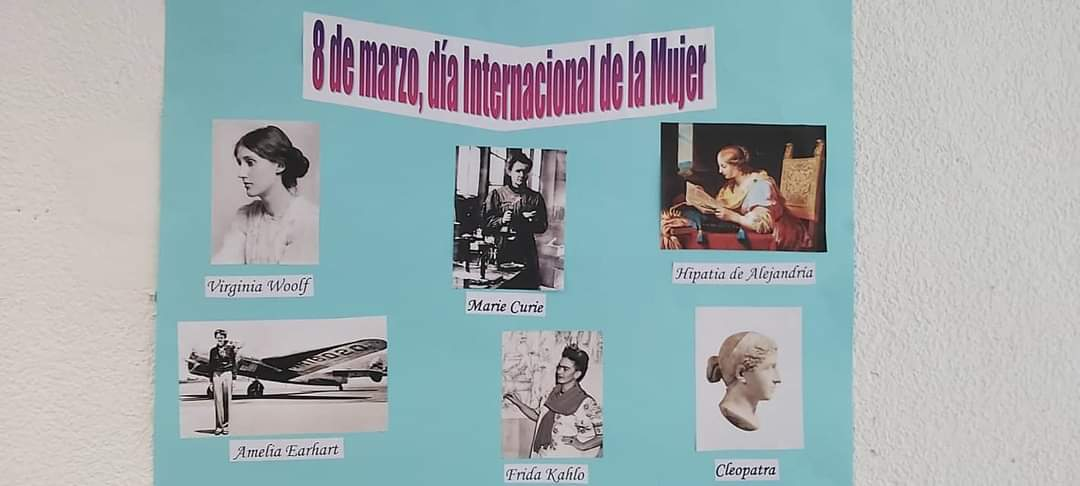 8 de marzo, día Internacional de la Mujer
Virginia Woolf
Marie Curie
Hipatia de Alejandria
Amelia Earhart
Frida Kahlo
Cleopatra